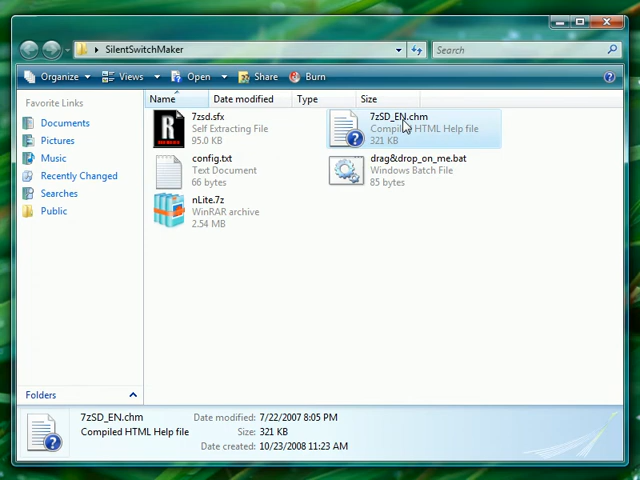 SilentSwitchMaker
Search
Organize Views Open Share Burn
Favorite Links
Documents
Pictures
Music
Recently Changed
Searches
Public
Folders
Name Date modified Type Size
7zsd.sfx
Self Extracting File
95.0 KB
7zSD_EN.chm
Compiled HTML Help file
321 KB
config.txt
Text Document
66 bytes
drag&drop_on_me.bat
Windows Batch File
85 bytes
nLite.7z
WinRAR archive
2.54 MB
7zSD_EN.chm Date modified: 7/22/2007 8:05 PM
Compiled HTML Help file Size: 321 KB
Date created: 10/23/2008 11:23 AM